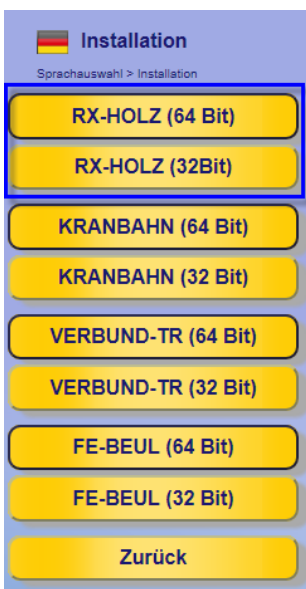 Installation
Sprachauswahl > Installation
RX-HOLZ (64 Bit)
RX-HOLZ (32Bit)
KRANBAHN (64 Bit)
KRANBAHN (32 Bit)
VERBUND-TR (64 Bit)
VERBUND-TR (32 Bit)
FE-BEUL (64 Bit)
FE-BEUL (32 Bit)
Zurück